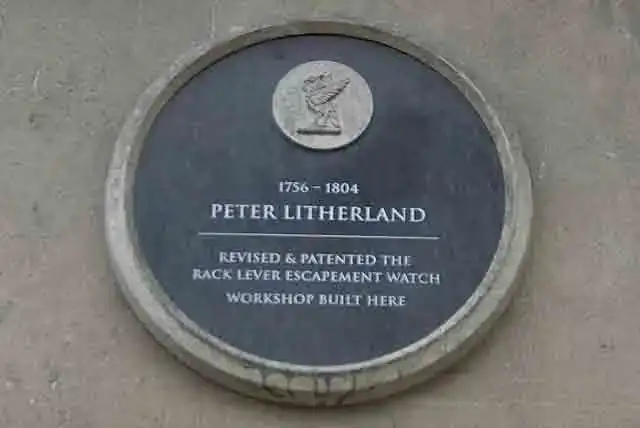 1756 – 1804
PETER LITHERLAND
REVISED & PATENTED THE
RACK LEVER ESCAPEMENT WATCH
WORKSHOP BUILT HERE